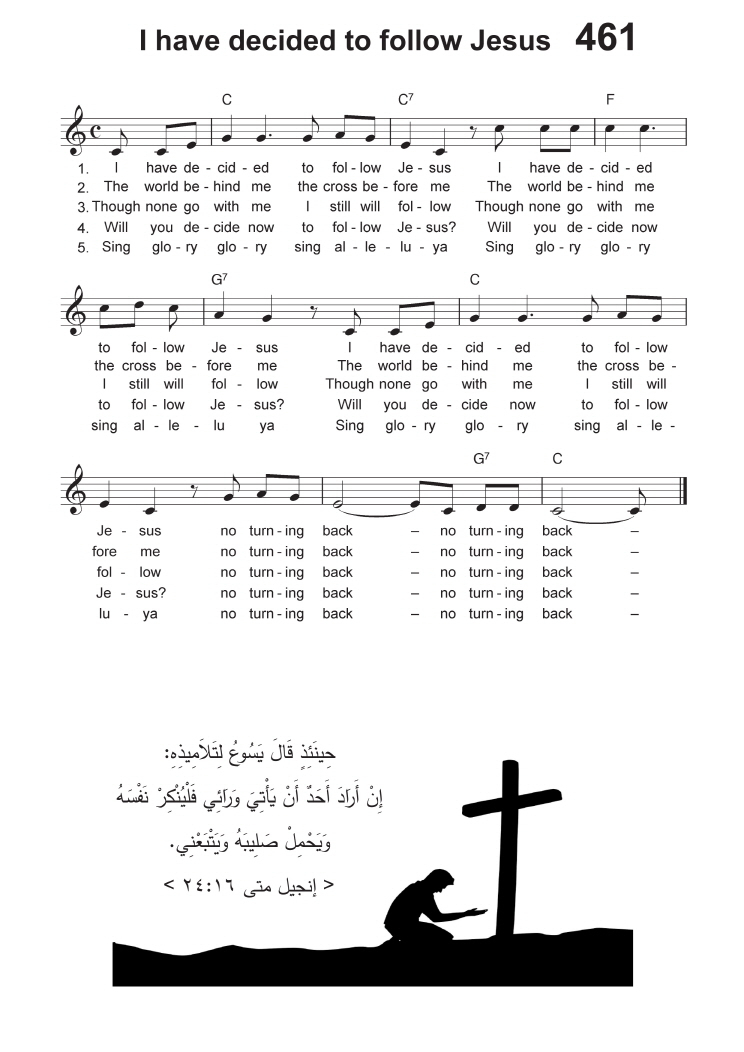 I have decided to follow Jesus 461
C C7 F
1. I have de - cid - ed to fol - low Je - sus I have de - cid - ed
2. The world be - hind me the cross be - fore me The world be - hind me
3. Though none go with me I still will fol - low Though none go with me
4. Will you de - cide now to fol - low Je - sus? Will you de - cide now
5. Sing glo - ry glo - ry sing al - le - lu - ya Sing glo - ry glo - ry
G7 C
to fol - low Je - sus I have de - cid - ed to fol - low
the cross be - fore me The world be - hind me the cross be -
I still will fol - low Though none go with me I still will
to fol - low Je - sus? Will you de - cide now to fol - low
sing al - le - lu ya Sing glo - ry glo - ry sing al - le -
G7 C
Je - sus no turn - ing back – no turn - ing back –
fore me no turn - ing back – no turn - ing back –
fol - low no turn - ing back – no turn - ing back –
Je - sus? no turn - ing back – no turn - ing back –
lu - ya no turn - ing back – no turn - ing back –
حِينَئِذٍ قَالَ يَسُوعُ لِتَلاَمِيذِهِ:
إِنْ أَرَادَ أَحَدٌ أَنْ يَأْتِيَ وَرَائِي فَلْيُنْكِرْ نَفْسَهُ
وَيَحْمِلْ صَلِيبَهُ وَيَتْبَعْنِي.
< إنجيل متى ٢٤:١٦ >